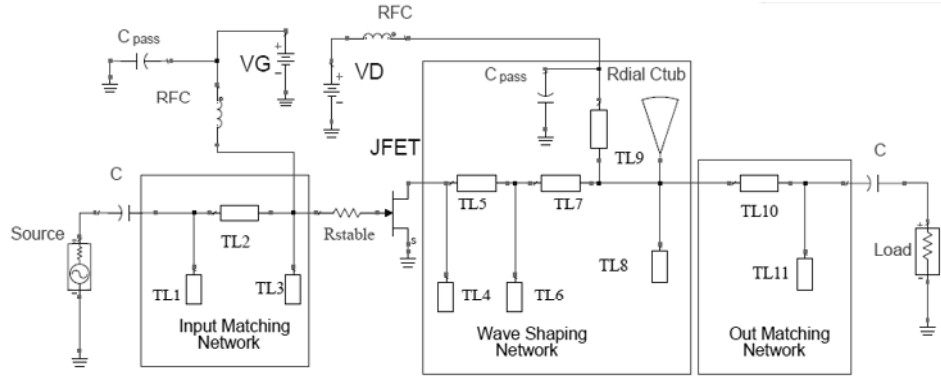 RFC
C pass
VG
VD
RFC
C pass
Rdial Ctub
JFET
TL9
C
C
TL5
TL7
TL10
Source
TL2
Rstable
s
Load
TL1
TL3
TL4
TL6
TL8
TL11
Input Matching
Network
Wave Shaping
Network
Out Matching
Network